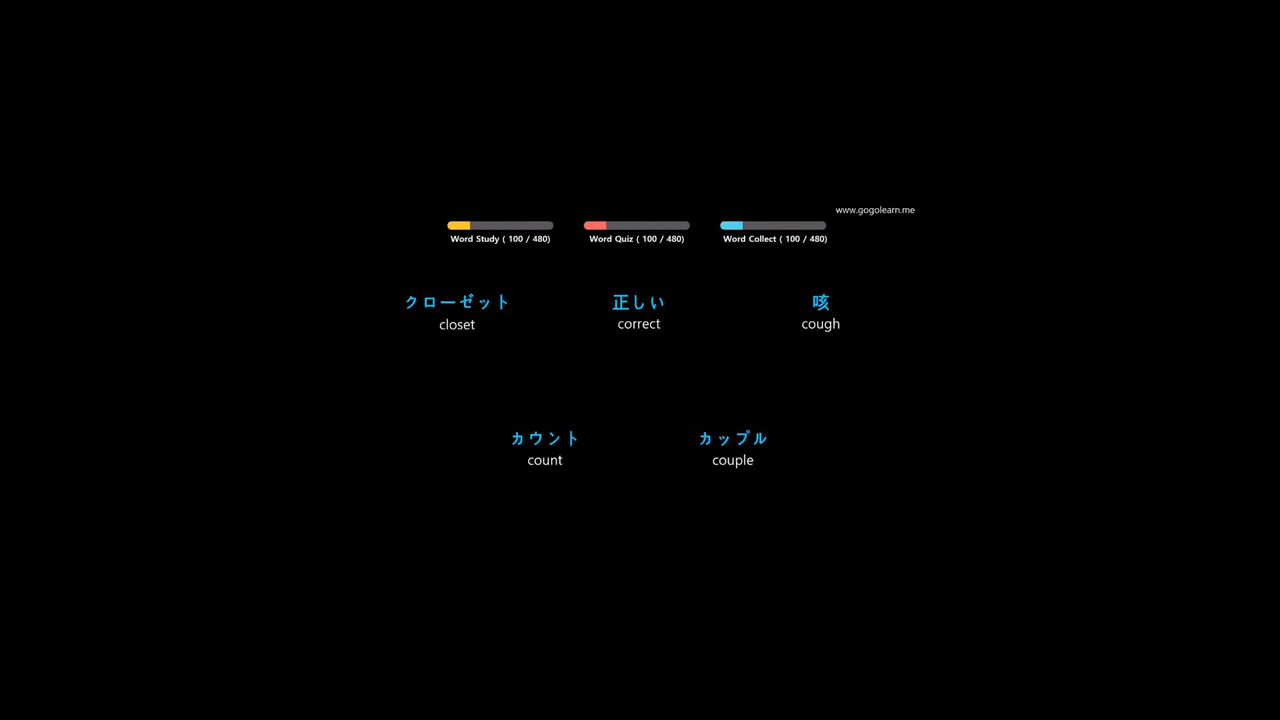 www.gogolearn.me
Word Study ( 100 / 480)
Word Quiz ( 100 / 480)
Word Collect ( 100 / 480)
クローゼット
closet
正しい
correct
咳
cough
カウント
count
カップル
couple